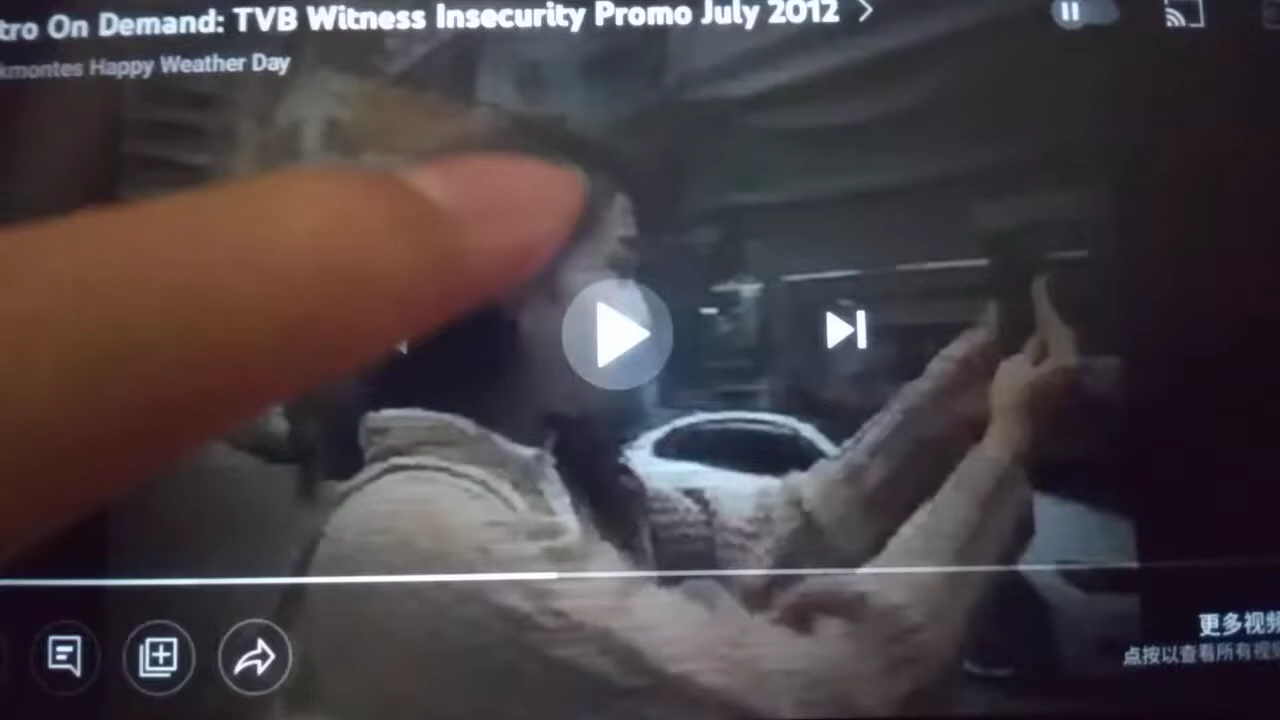 tro On Demand: TVB Witness Insecurity Promo July 2012
kmontes Happy Weather Day
更多视频
点按以查看所有视频